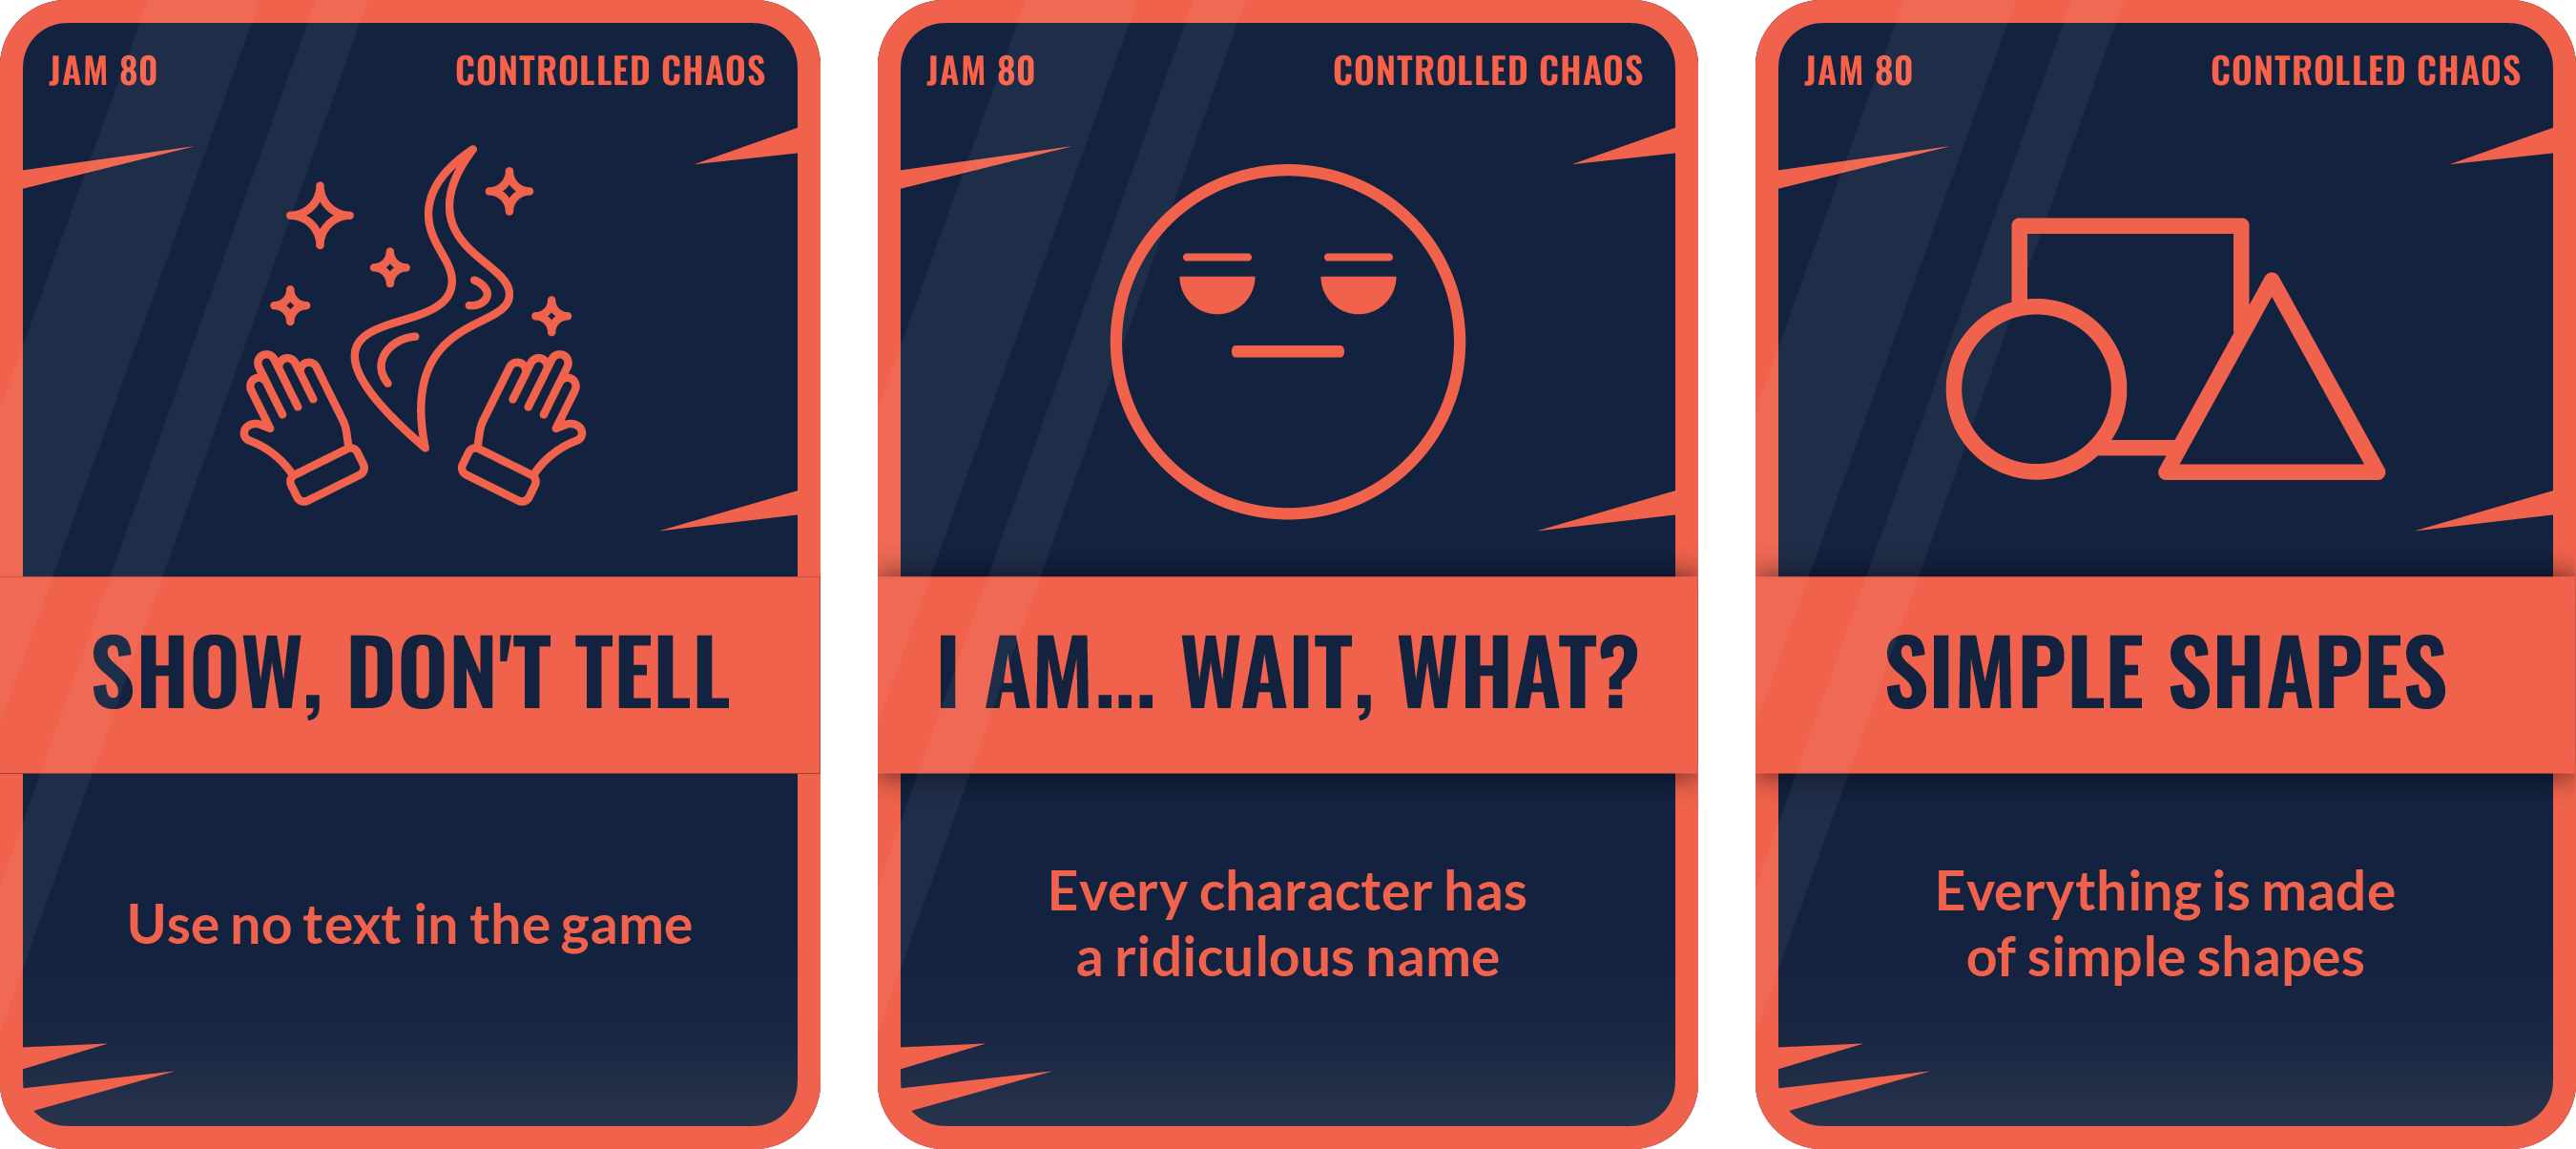 JAM 80
CONTROLLED CHAOS
SHOW, DON'T TELL
Use no text in the game
JAM 80
CONTROLLED CHAOS
I AM... WAIT, WHAT?
Every character has
a ridiculous name
JAM 80
CONTROLLED CHAOS
SIMPLE SHAPES
Everything is made
of simple shapes